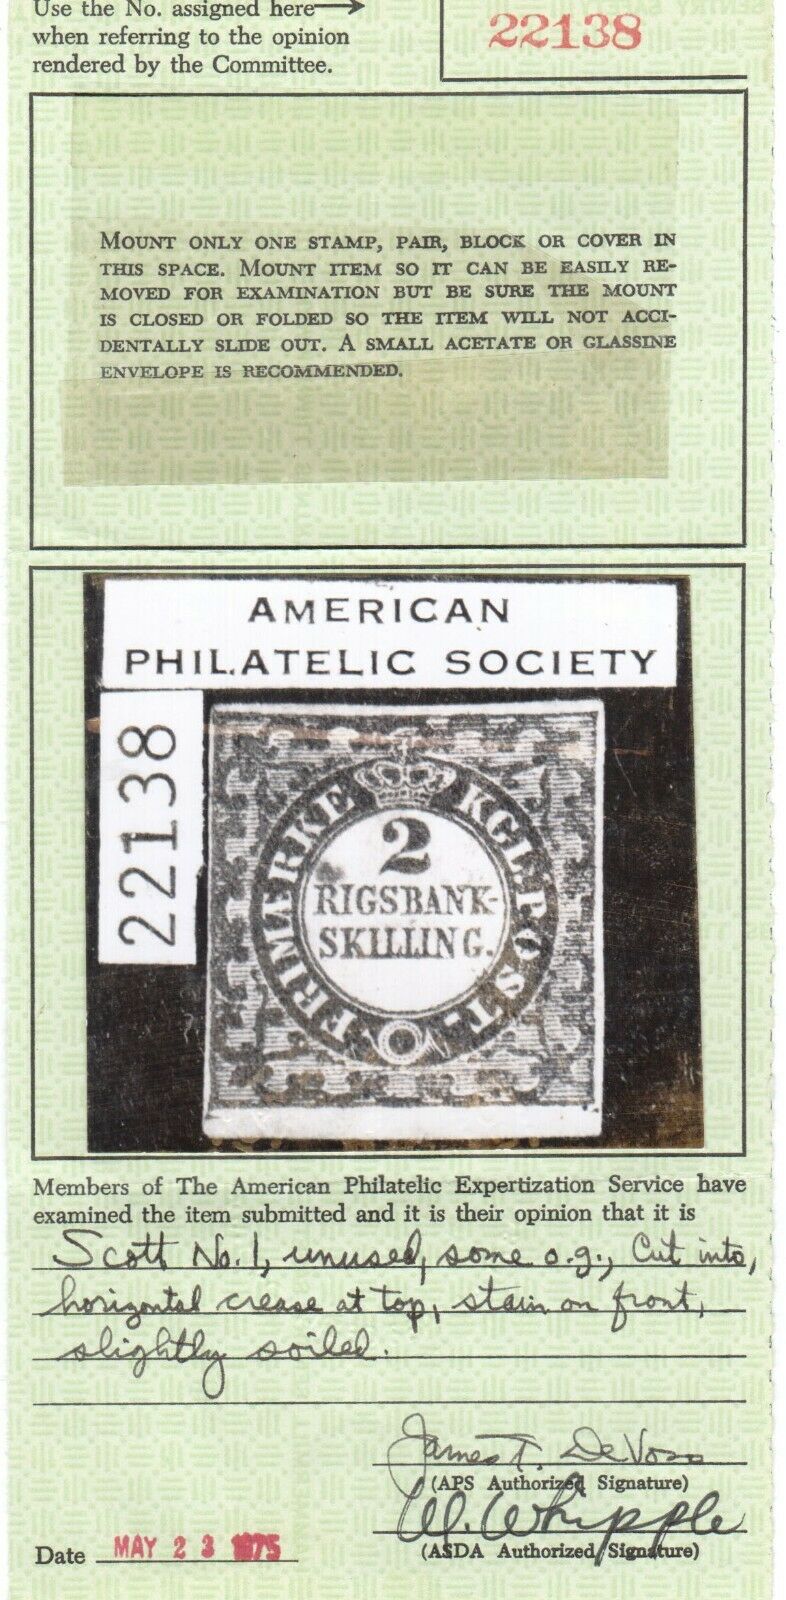 Use the No. assigned here
when referring to the opinion
rendered by the Committee.
22138
MOUNT ONLY ONE STAMP, PAIR, BLOCK OR COVER IN
THIS SPACE. MOUNT ITEM SO IT CAN BE EASILY RE-
MOVED FOR EXAMINATION BUT BE SURE THE MOUNT
IS CLOSED OR FOLDED SO THE ITEM WILL NOT ACCI-
DENTALLY SLIDE OUT. A SMALL ACETATE OR GLASSINE
ENVELOPE IS RECOMMENDED.
AMERICAN
PHILATELIC SOCIETY
22138
FRIMÆRKE KGL. POST.
2
RIGSBANK-
SKILLING.
Members of The American Philatelic Expertization Service have
examined the item submitted and it is their opinion that it is
Scott No. 1, unused, some o.g., Cut into,
horizontal crease at top, stain on front,
slightly soiled.
James T. DeVoss
(APS Authorized Signature)
W. Whipple
(ASDA Authorized Signature)
Date MAY 23 1975